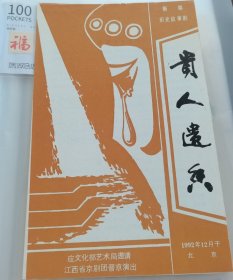 100
POCKETS
福
新编
历史故事剧
贵人遗香
应文化部艺术局邀请
江西省京剧团晋京演出
1992年12月于
北京